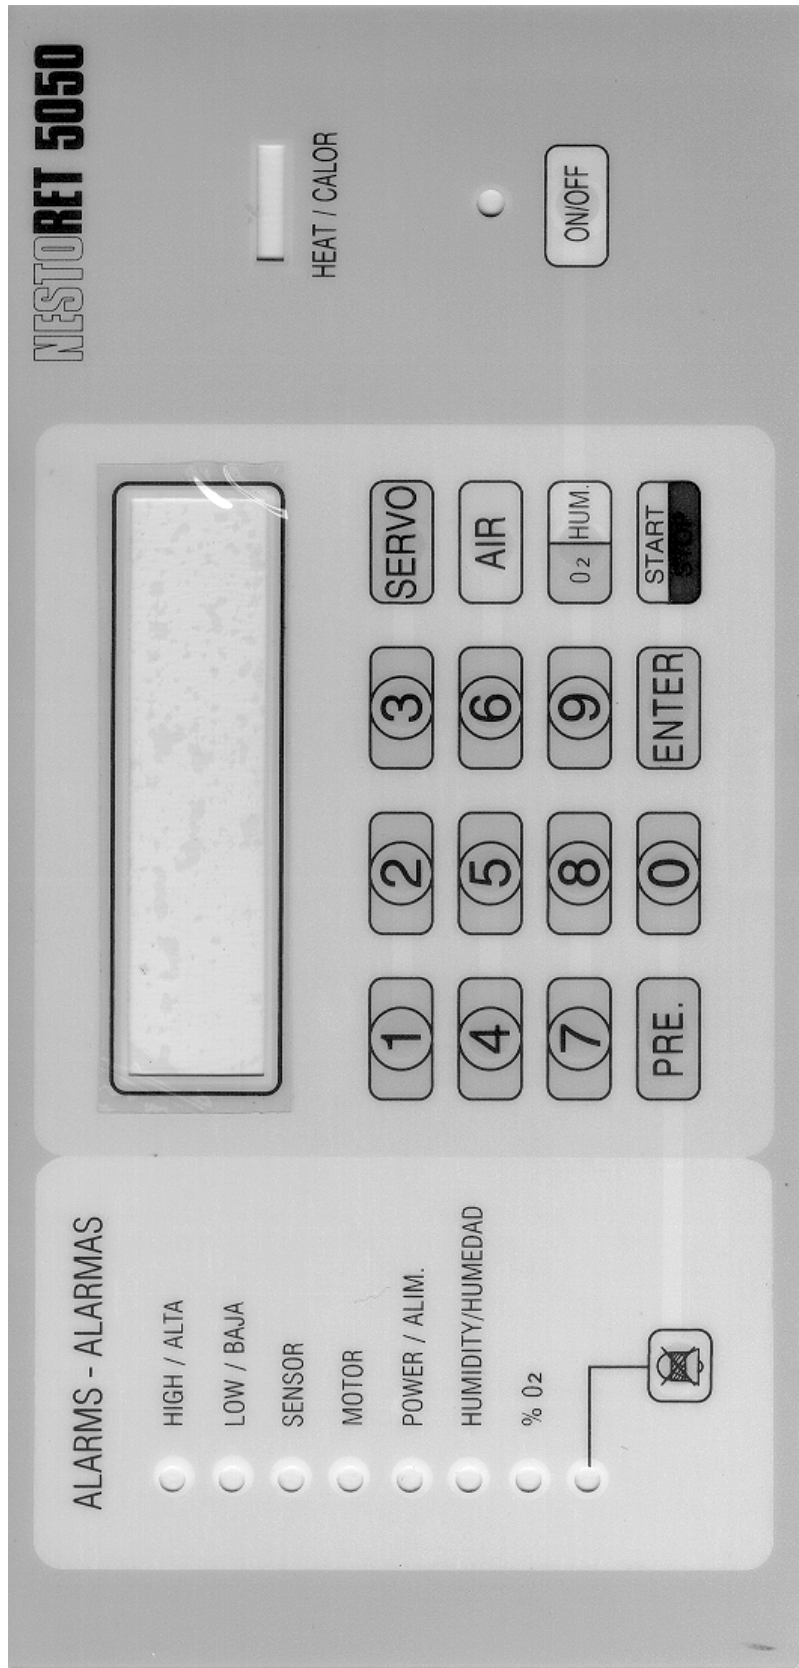 ALARMS - ALARMAS
HIGH / ALTA
LOW / BAJA
SENSOR
MOTOR
POWER / ALIM.
HUMIDITY/HUMEDAD
% O2
1
2
3
SERVO
4
5
6
AIR
7
8
9
O2 HUM.
PRE.
0
ENTER
START
STOP
NESTORET 5050
HEAT / CALOR
ON/OFF